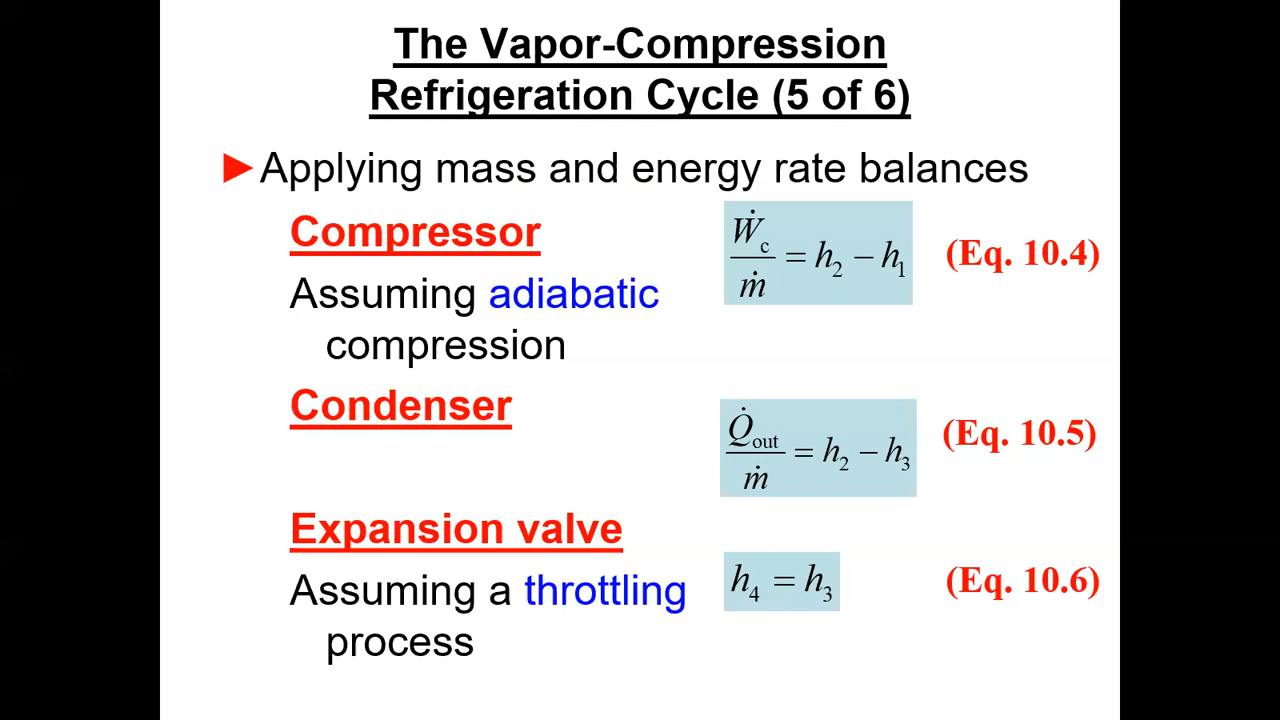 The Vapor-Compression
Refrigeration Cycle (5 of 6)
►Applying mass and energy rate balances
Compressor
Ẇc/ṁ = h2 − h1 (Eq. 10.4)
Assuming adiabatic
compression
Condenser
Q̇out/ṁ = h2 − h3 (Eq. 10.5)
Expansion valve
Assuming a throttling
process
h4 = h3 (Eq. 10.6)